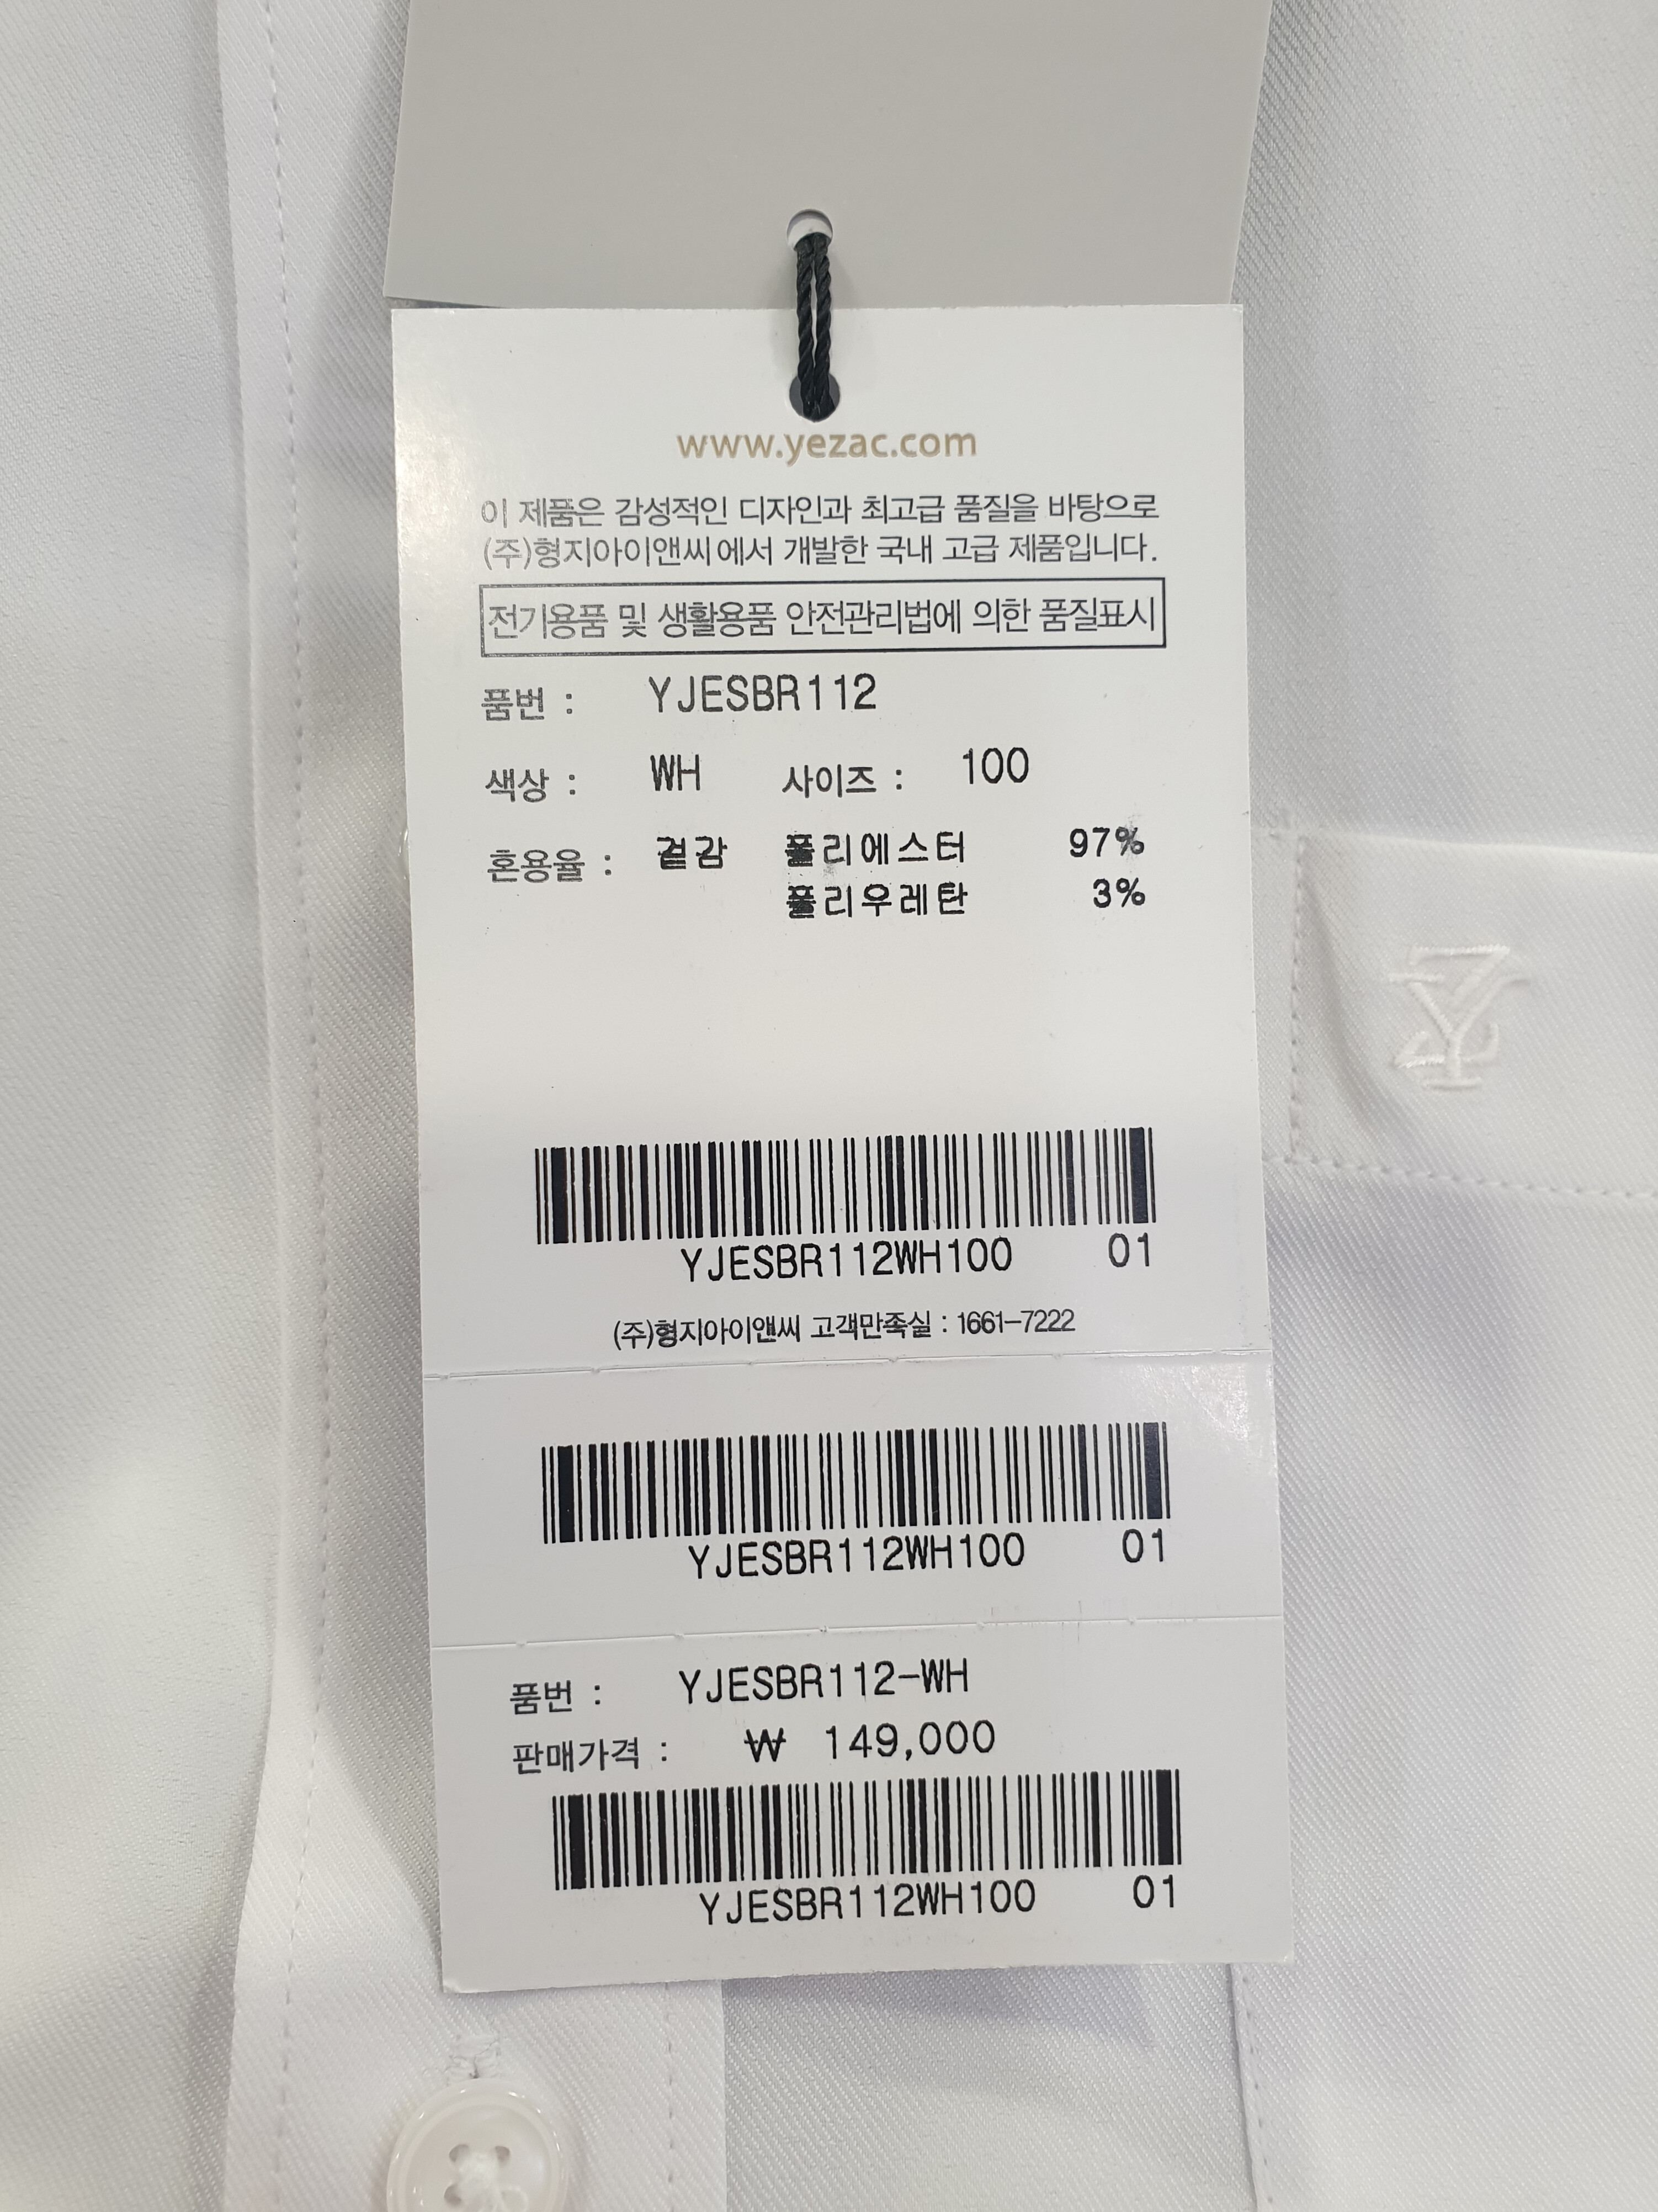 www.yezac.com
이 제품은 감성적인 디자인과 최고급 품질을 바탕으로
(주)형지아이앤씨에서 개발한 국내 고급 제품입니다.
전기용품 및 생활용품 안전관리법에 의한 품질표시
품번 : YJESBR112
색상 : WH 사이즈 : 100
혼용율 : 겉감 폴리에스터 97%
폴리우레탄 3%
YJESBR112WH100 01
(주)형지아이앤씨 고객만족실 : 1661-7222
YJESBR112WH100 01
품번 : YJESBR112-WH
판매가격 : ₩ 149,000
YJESBR112WH100 01